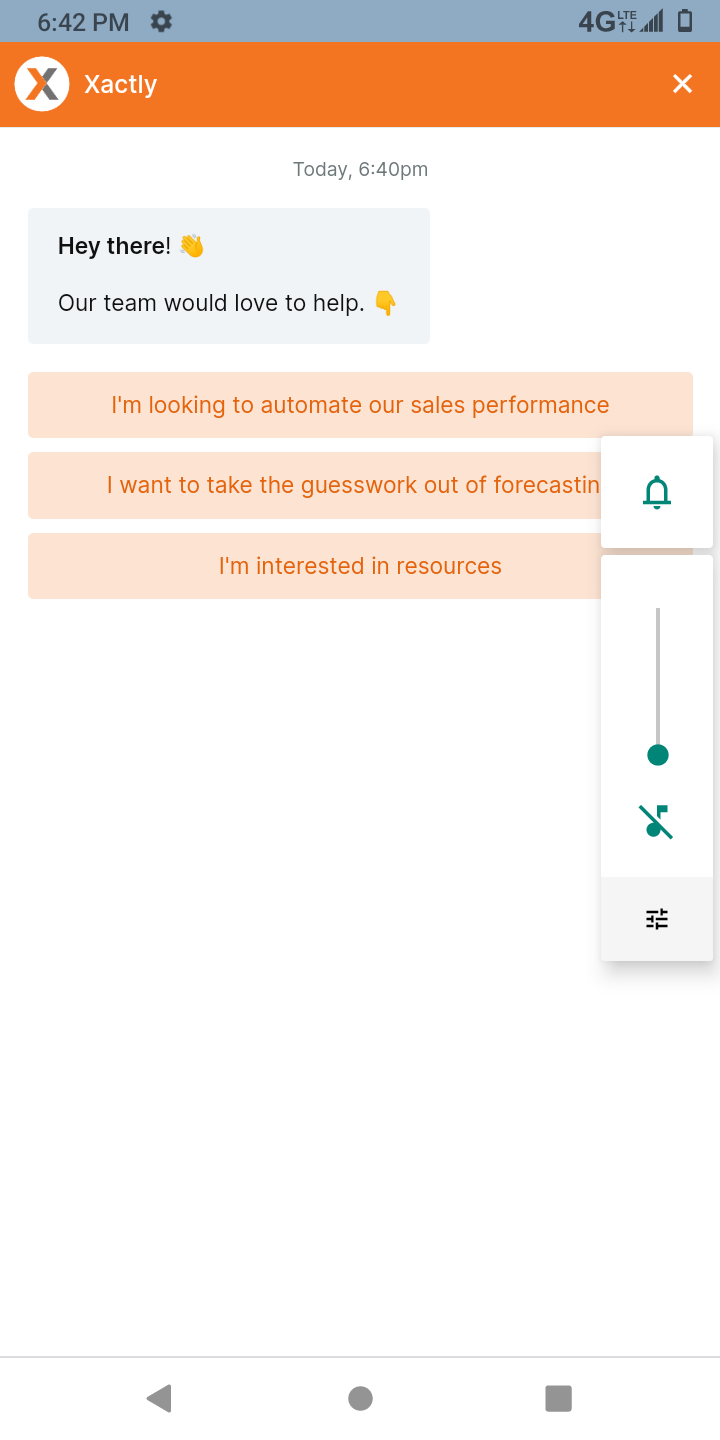 6:42 PM
4G LTE
Xactly
Today, 6:40pm
Hey there! 👋
Our team would love to help. 👇
I'm looking to automate our sales performance
I want to take the guesswork out of forecastin
I'm interested in resources